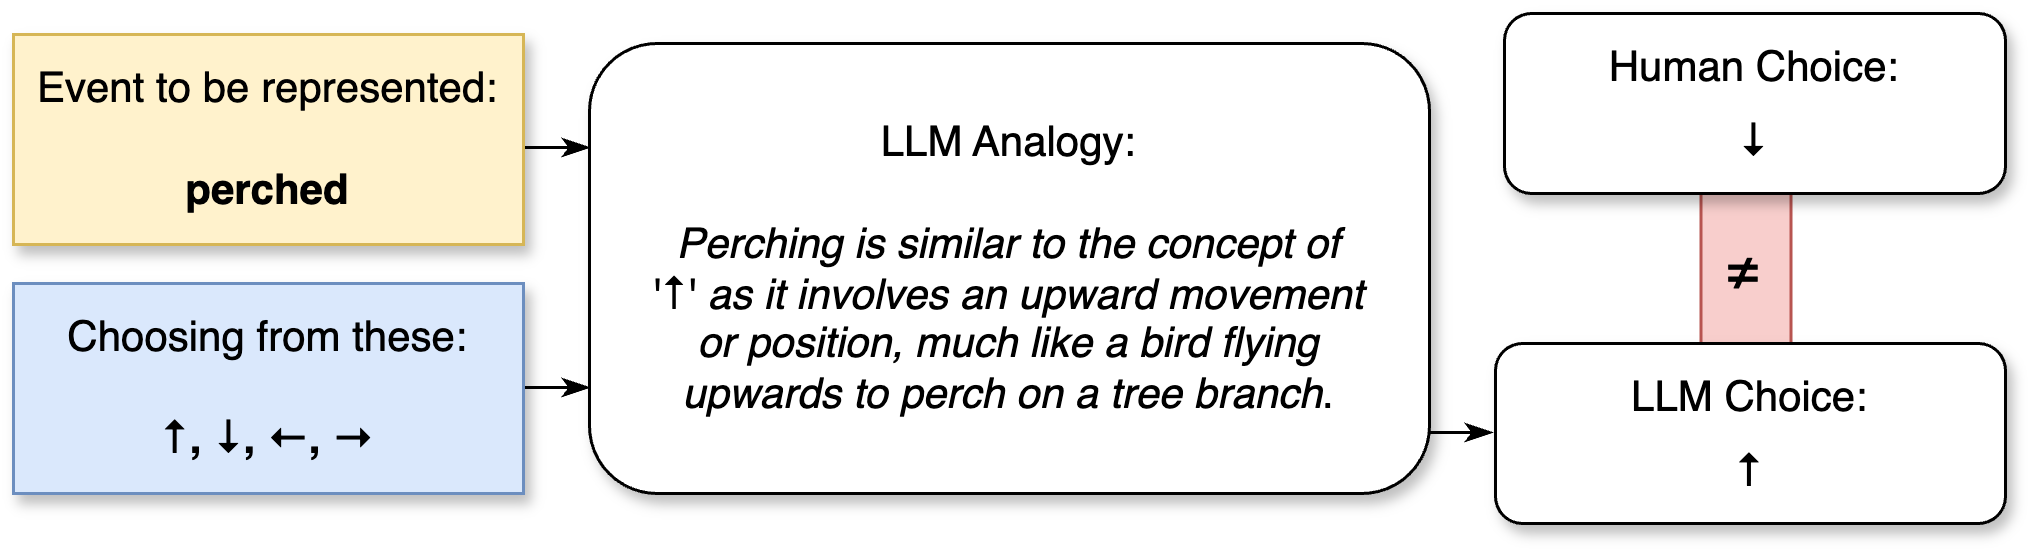 Event to be represented:
perched
Choosing from these:
↑, ↓, ←, →
LLM Analogy:
Perching is similar to the concept of
'↑' as it involves an upward movement
or position, much like a bird flying
upwards to perch on a tree branch.
Human Choice:
↓
≠
LLM Choice:
↑